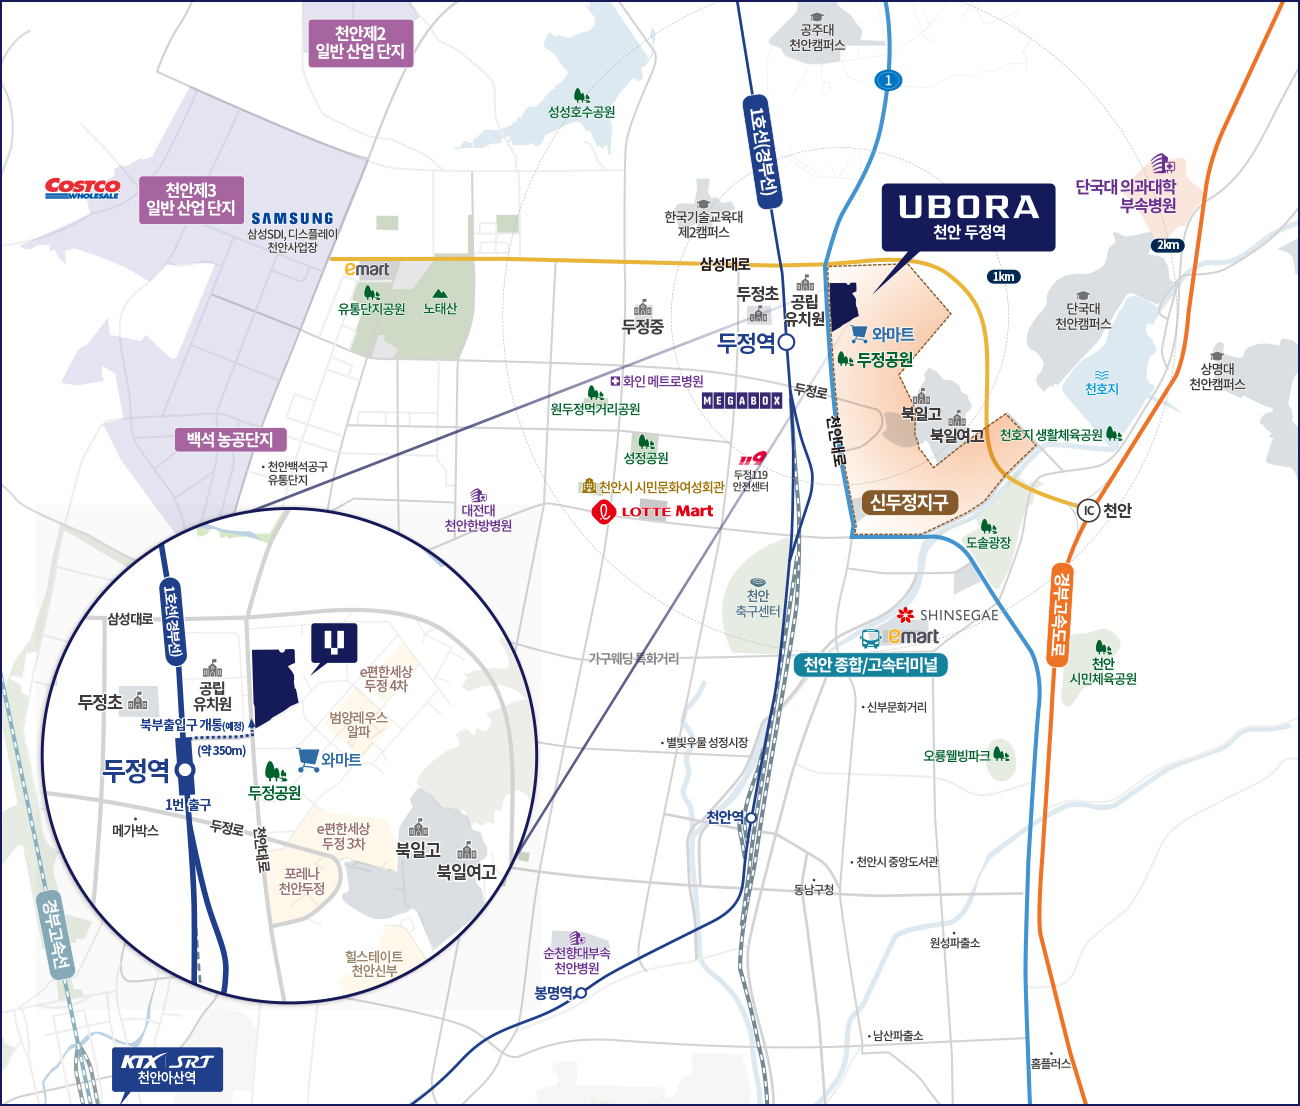 천안제2
일반 산업 단지
공주대
천안캠퍼스
1
성성호수공원
1호선(경부선)
COSTCO
WHOLESALE
천안제3
일반 산업 단지
SAMSUNG
삼성SDI, 디스플레이
천안사업장
한국기술교육대
제2캠퍼스
UBORA
천안 두정역
단국대 의과대학
부속병원
2km
1km
emart
유통단지공원
노태산
삼성대로
두정초
공립
유치원
두정중
두정역
와마트
두정공원
단국대
천안캠퍼스
천호지
상명대
천안캠퍼스
화인 메트로병원
원두정먹거리공원
MEGABOX
두정로
천안대로
북일고
북일여고
천호지 생활체육공원
백석 농공단지
천안백석공구
유통단지
성정공원
119
두정119
안전센터
천안시 시민문화여성회관
LOTTE Mart
대전대
천안한방병원
신두정지구
IC 천안
도솔광장
경부고속도로
천안
축구센터
SHINSEGAE
emart
천안 종합/고속터미널
가구웨딩 특화거리
천안
시민체육공원
신부문화거리
별빛우물 성정시장
오룡웰빙파크
천안역
천안시 중앙도서관
동남구청
원성파출소
순천향대부속
천안병원
봉명역
남산파출소
홈플러스
삼성대로
1호선(경부선)
공립
유치원
두정초
북부출입구 개통(예정)
(약 350m)
두정역
1번 출구
메가박스
두정로
천안대로
e편한세상
두정 4차
범양레우스
알파
와마트
두정공원
e편한세상
두정 3차
포레나
천안두정
북일고
북일여고
힐스테이트
천안신부
경부고속선
KTX SRT
천안아산역